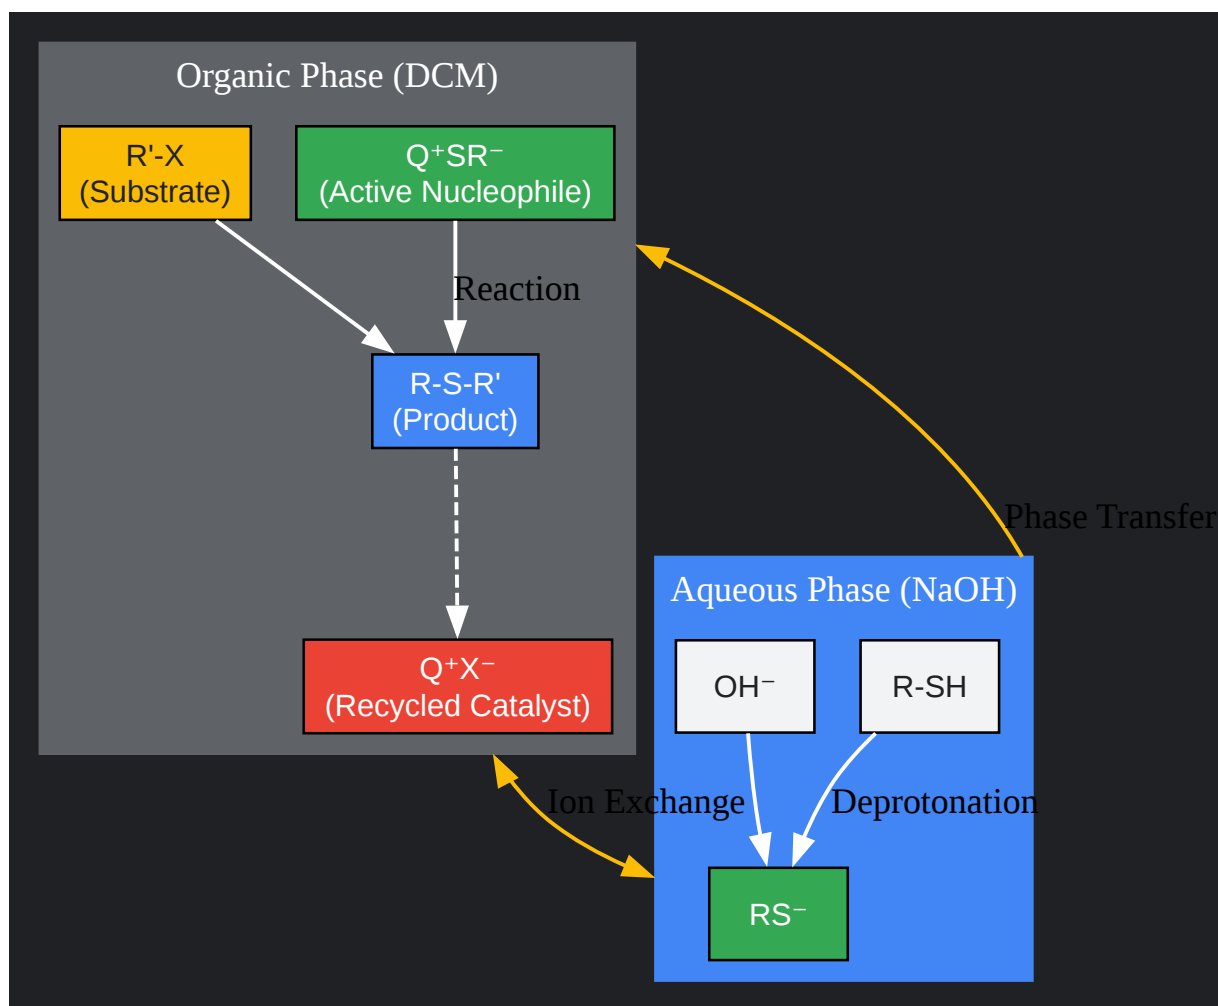 Organic Phase (DCM)
R'-X
(Substrate)
Q⁺SR⁻
(Active Nucleophile)
Reaction
R-S-R'
(Product)
Phase Transfer
Q⁺X⁻
(Recycled Catalyst)
Aqueous Phase (NaOH)
OH⁻
R-SH
Ion Exchange
Deprotonation
RS⁻